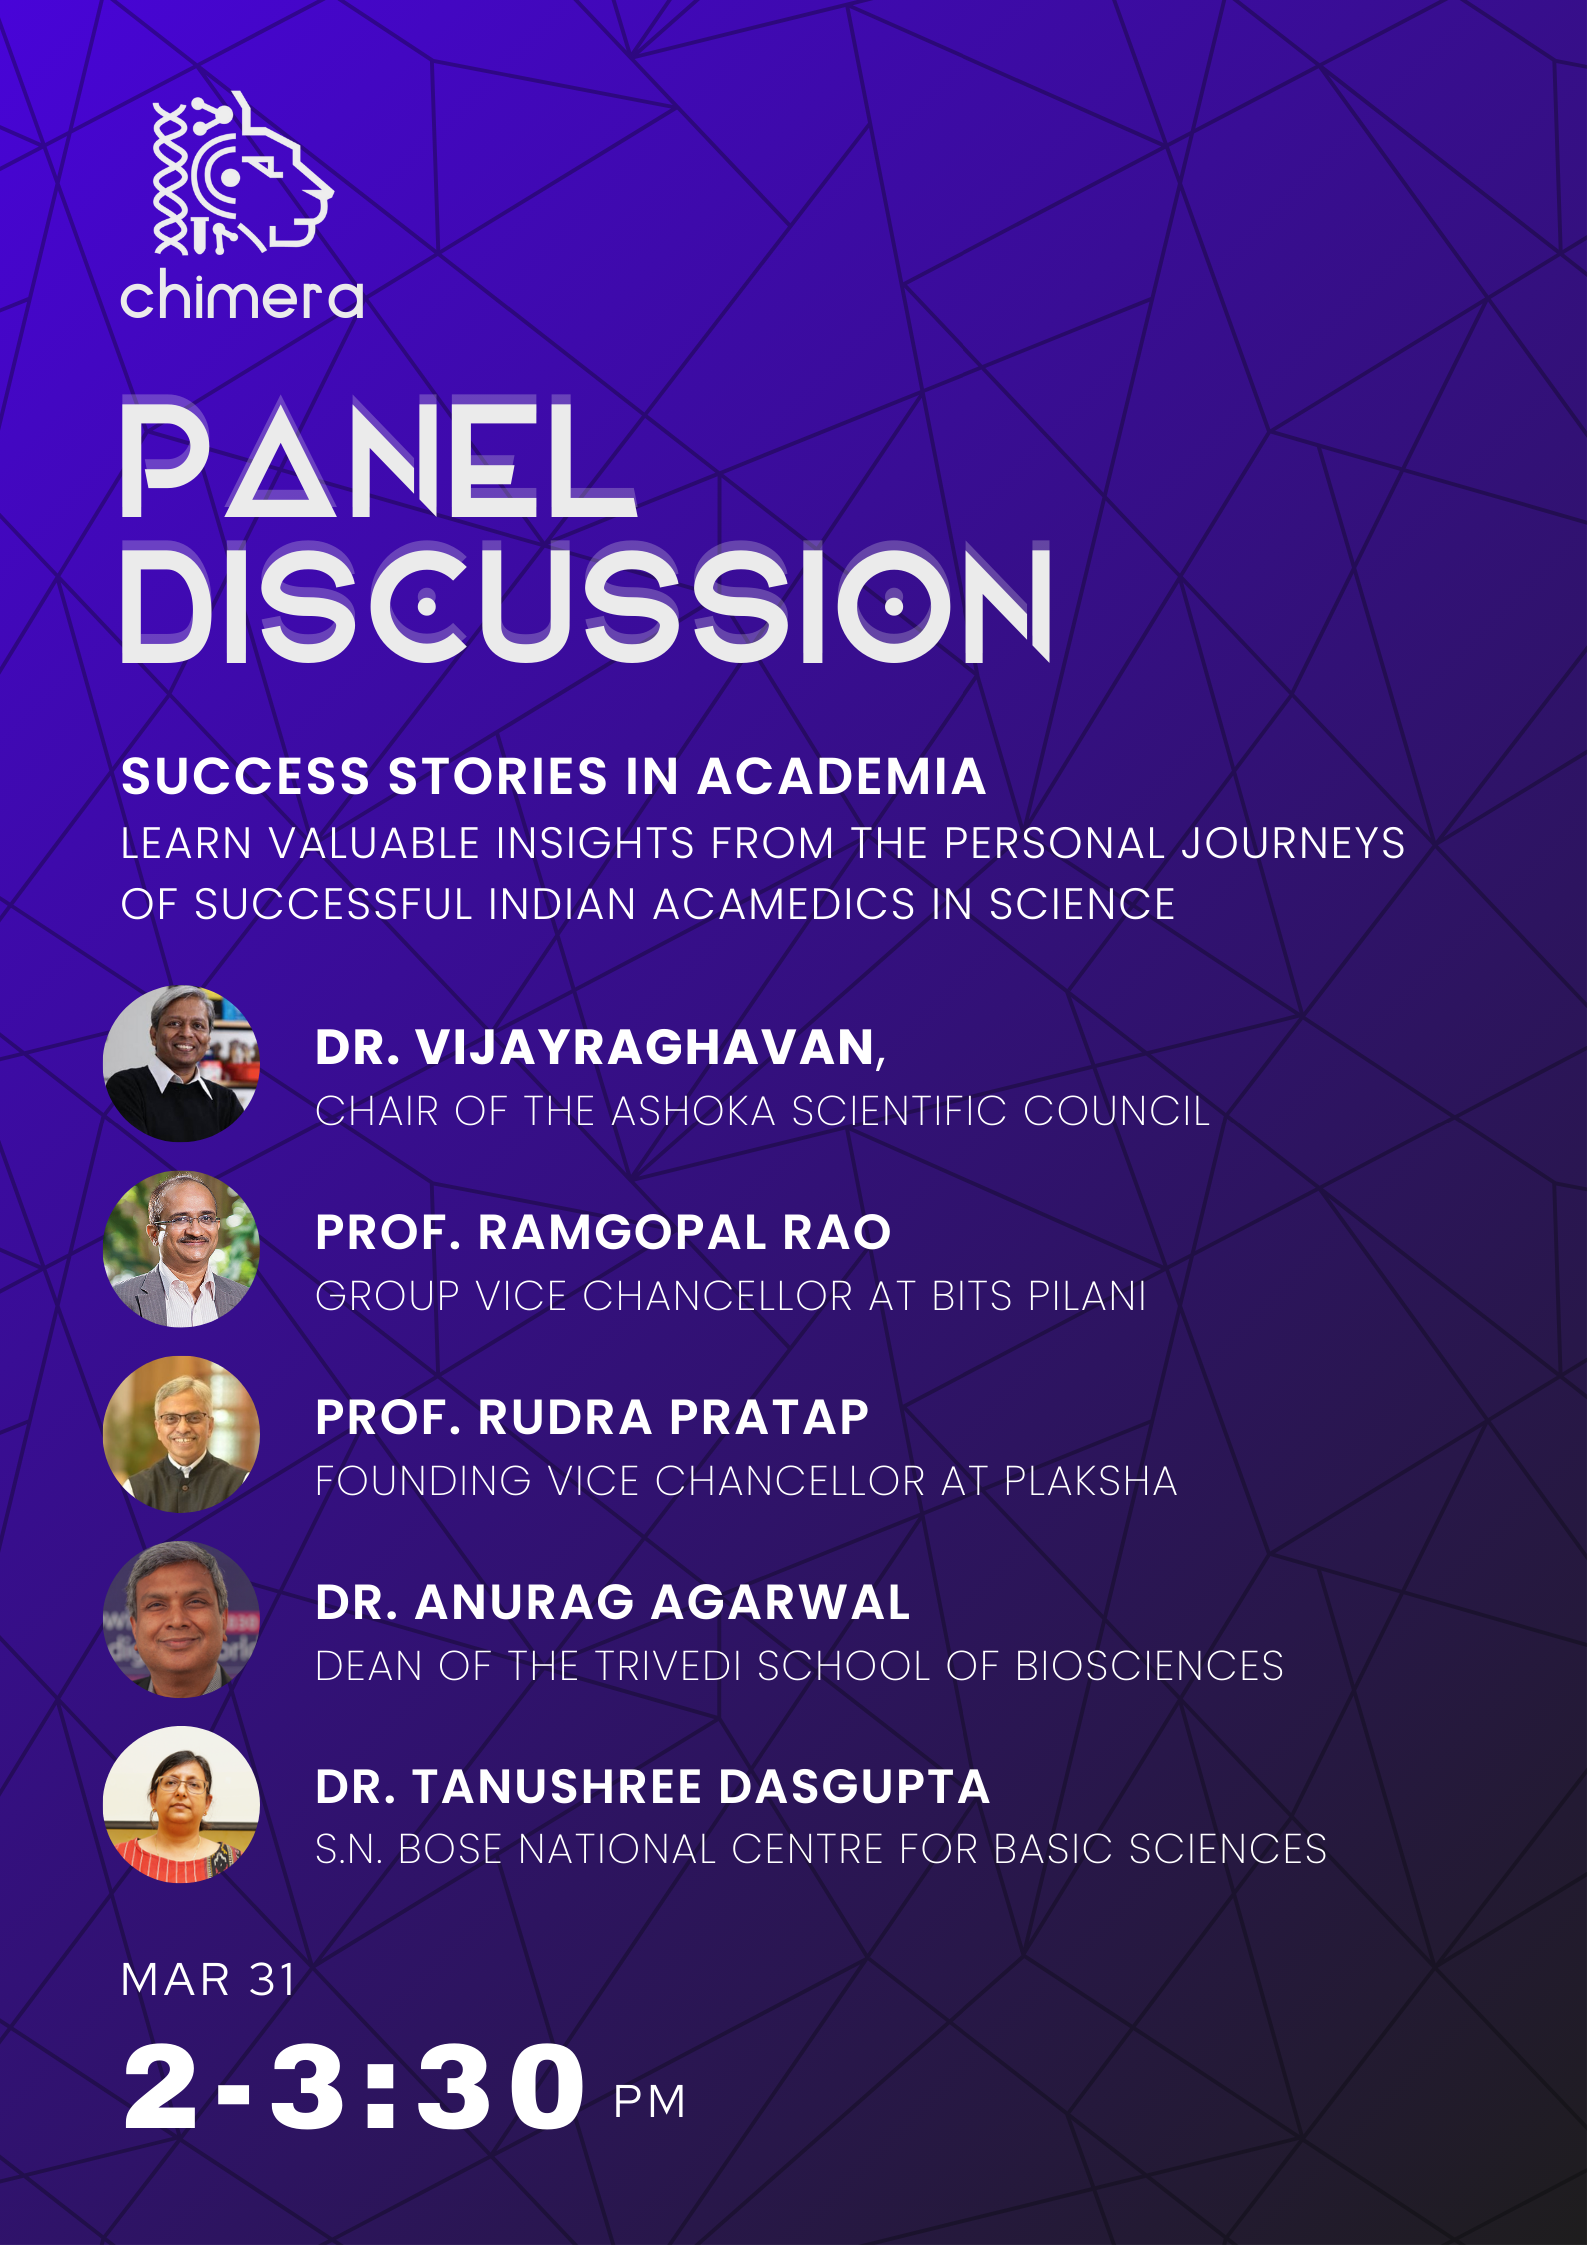 chimera
PANEL
DISCUSSION
SUCCESS STORIES IN ACADEMIA
LEARN VALUABLE INSIGHTS FROM THE PERSONAL JOURNEYS
OF SUCCESSFUL INDIAN ACAMEDICS IN SCIENCE
DR. VIJAYRAGHAVAN,
CHAIR OF THE ASHOKA SCIENTIFIC COUNCIL
PROF. RAMGOPAL RAO
GROUP VICE CHANCELLOR AT BITS PILANI
PROF. RUDRA PRATAP
FOUNDING VICE CHANCELLOR AT PLAKSHA
DR. ANURAG AGARWAL
DEAN OF THE TRIVEDI SCHOOL OF BIOSCIENCES
DR. TANUSHREE DASGUPTA
S.N. BOSE NATIONAL CENTRE FOR BASIC SCIENCES
MAR 31
2-3:30 PM